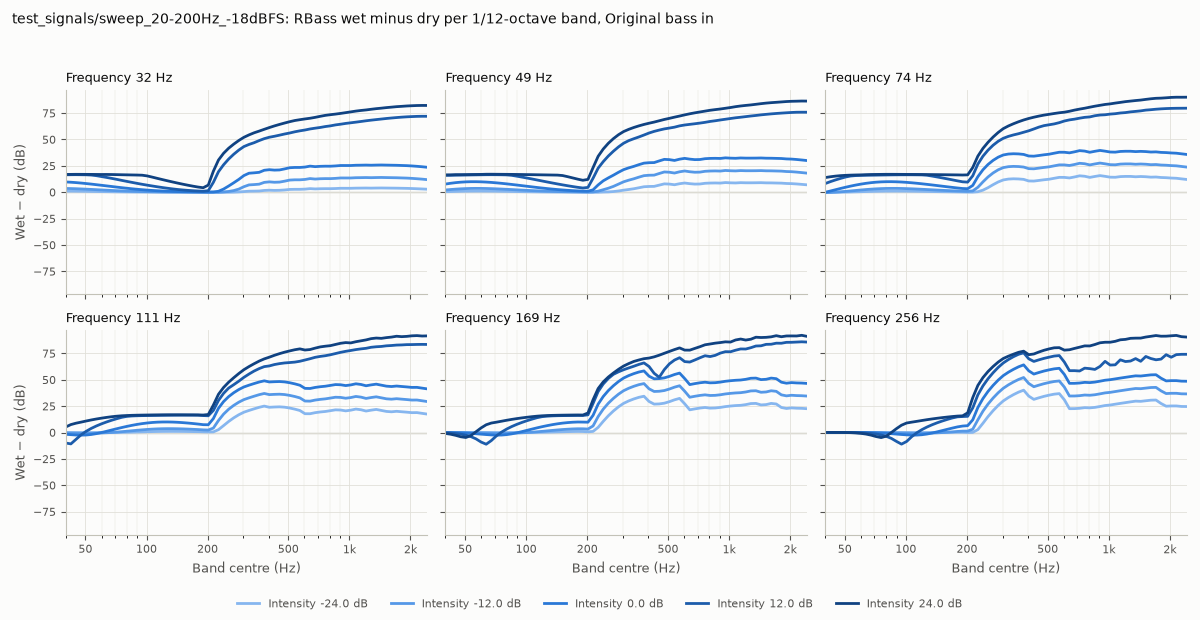 test_signals/sweep_20-200Hz_-18dBFS: RBass wet minus dry per 1/12-octave band, Original bass in
Frequency 32 Hz
Frequency 49 Hz
Frequency 74 Hz
75
50
25
0
−25
−50
−75
Wet − dry (dB)
Frequency 111 Hz
Frequency 169 Hz
Frequency 256 Hz
75
50
25
0
−25
−50
−75
Wet − dry (dB)
50 100 200 500 1k 2k
50 100 200 500 1k 2k
50 100 200 500 1k 2k
Band centre (Hz)
Band centre (Hz)
Band centre (Hz)
Intensity -24.0 dB
Intensity -12.0 dB
Intensity 0.0 dB
Intensity 12.0 dB
Intensity 24.0 dB